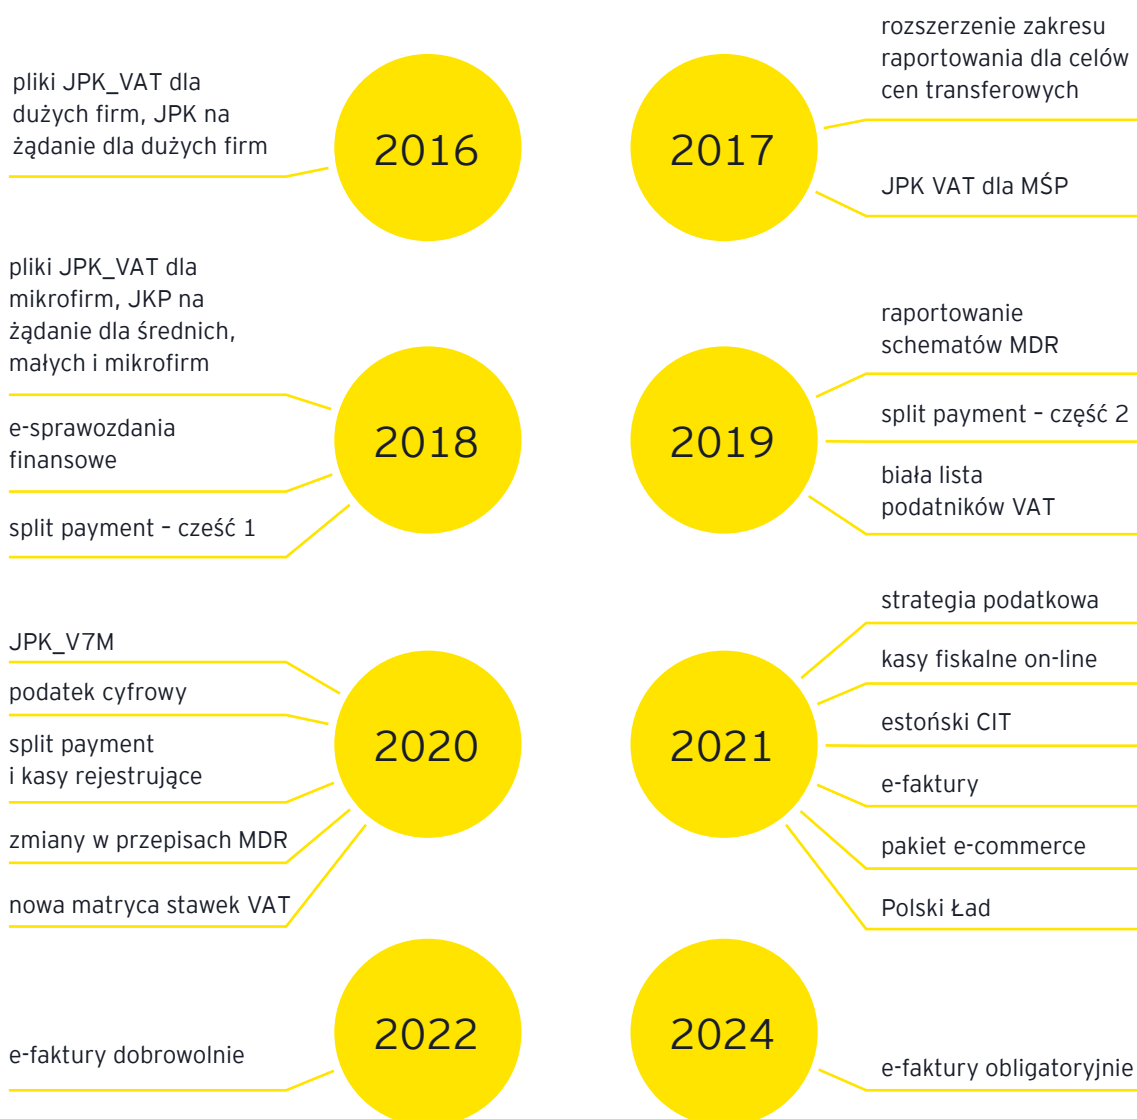 pliki JPK_VAT dla
dużych firm, JPK na
żądanie dla dużych firm
2016
2017
rozszerzenie zakresu
raportowania dla celów
cen transferowych
JPK VAT dla MŚP
pliki JPK_VAT dla
mikrofirm, JKP na
żądanie dla średnich,
małych i mikrofirm
e-sprawozdania
finansowe
split payment – cześć 1
2018
2019
raportowanie
schematów MDR
split payment – część 2
biała lista
podatników VAT
JPK_V7M
podatek cyfrowy
split payment
i kasy rejestrujące
zmiany w przepisach MDR
nowa matryca stawek VAT
2020
2021
strategia podatkowa
kasy fiskalne on-line
estoński CIT
e-faktury
pakiet e-commerce
Polski Ład
e-faktury dobrowolnie
2022
2024
e-faktury obligatoryjnie